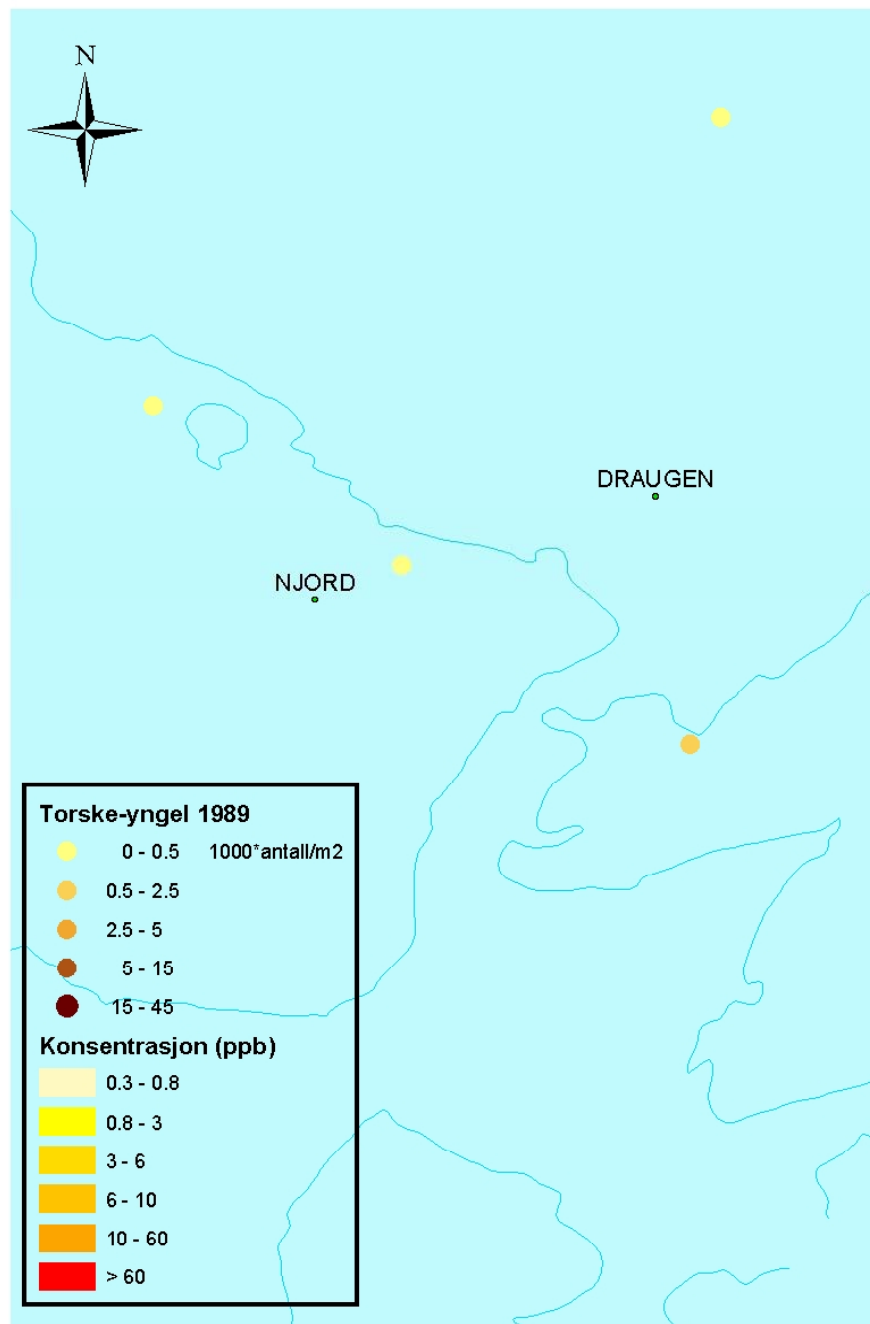 N
DRAUGEN
NJORD
Torske-yngel 1989
0 - 0.5 1000*antall/m2
0.5 - 2.5
2.5 - 5
5 - 15
15 - 45
Konsentrasjon (ppb)
0.3 - 0.8
0.8 - 3
3 - 6
6 - 10
10 - 60
> 60